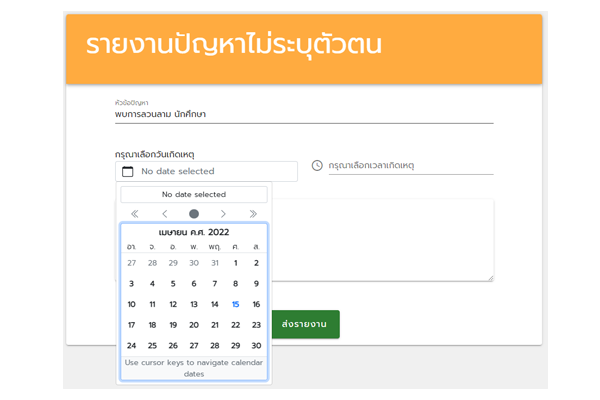 รายงานปัญหาไม่ระบุตัวตน
หัวข้อปัญหา
พบการลวนลาม นักศึกษา
กรุณาเลือกวันเกิดเหตุ
No date selected
กรุณาเลือกเวลาเกิดเหตุ
No date selected
เมษายน ค.ศ. 2022
อา. จ. อ. พ. พฤ. ศ. ส.
27 28 29 30 31 1 2
3 4 5 6 7 8 9
10 11 12 13 14 15 16
17 18 19 20 21 22 23
24 25 26 27 28 29 30
Use cursor keys to navigate calendar
dates
ส่งรายงาน